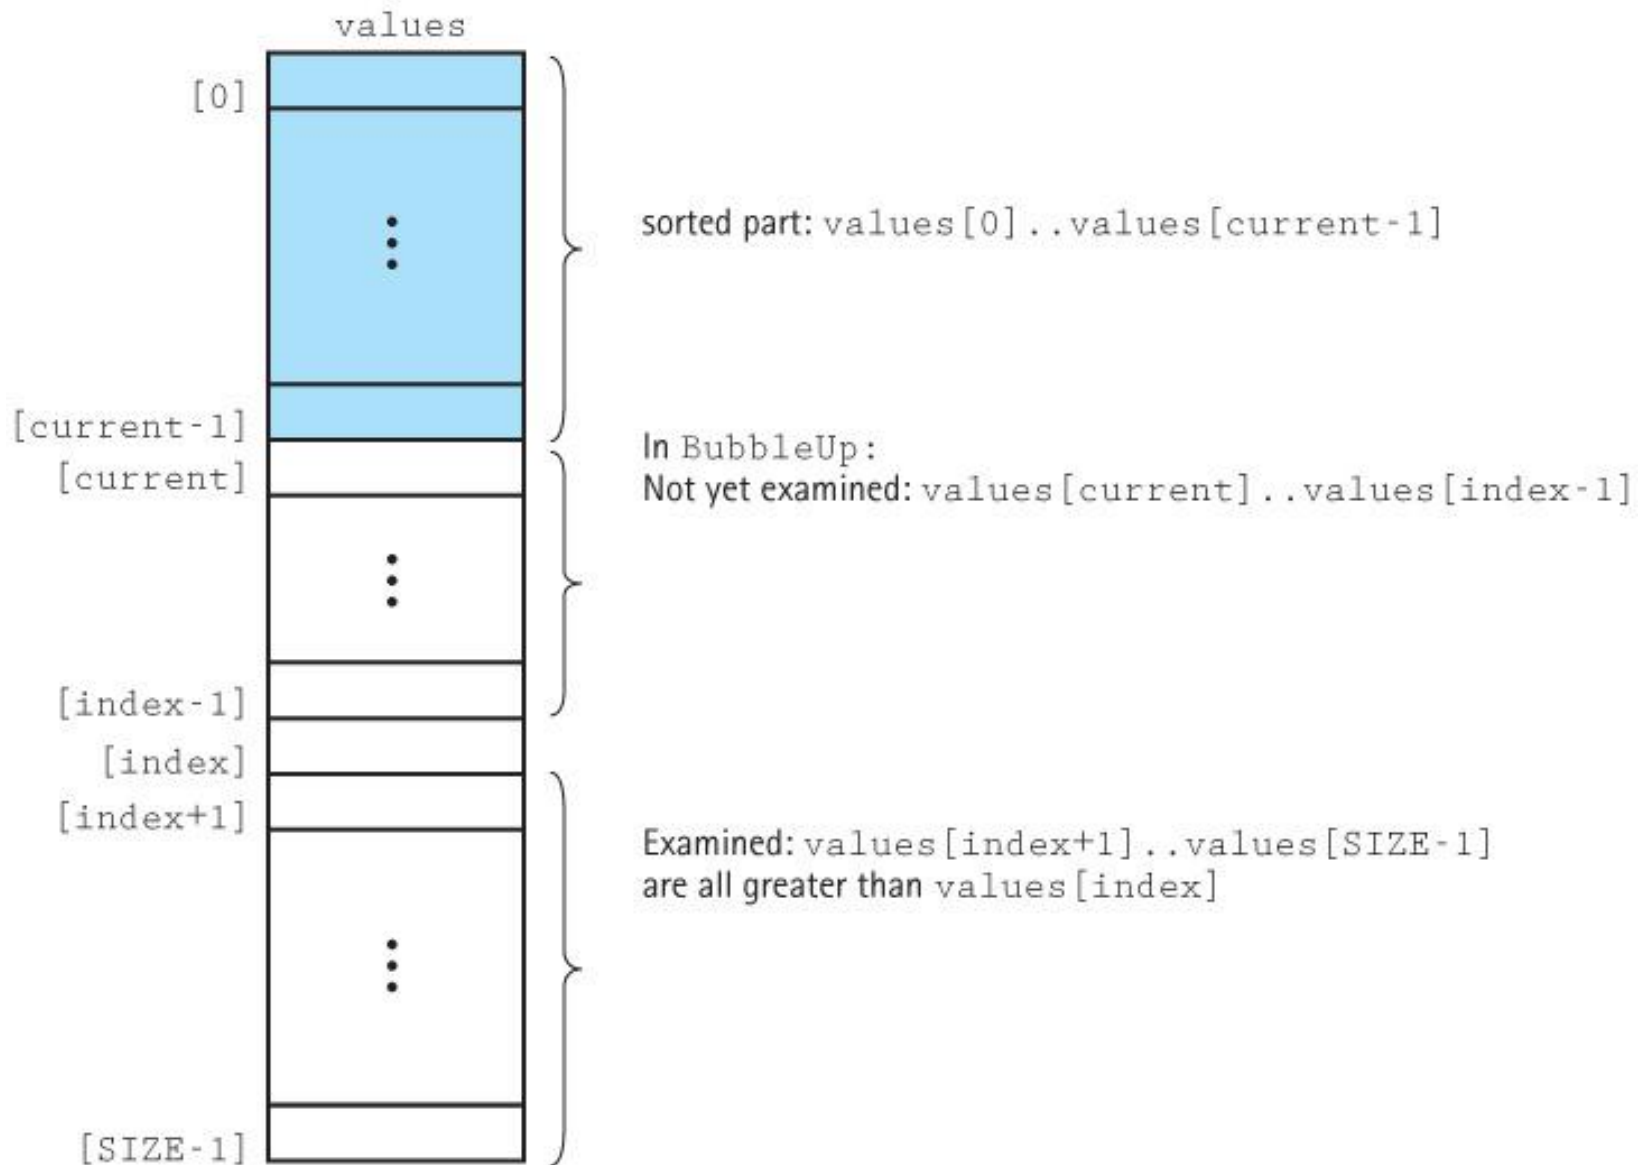 values
[0]
sorted part: values[0]..values[current-1]
[current-1]
[current]
In BubbleUp:
Not yet examined: values[current]..values[index-1]
[index-1]
[index]
[index+1]
Examined: values[index+1]..values[SIZE-1]
are all greater than values[index]
[SIZE-1]